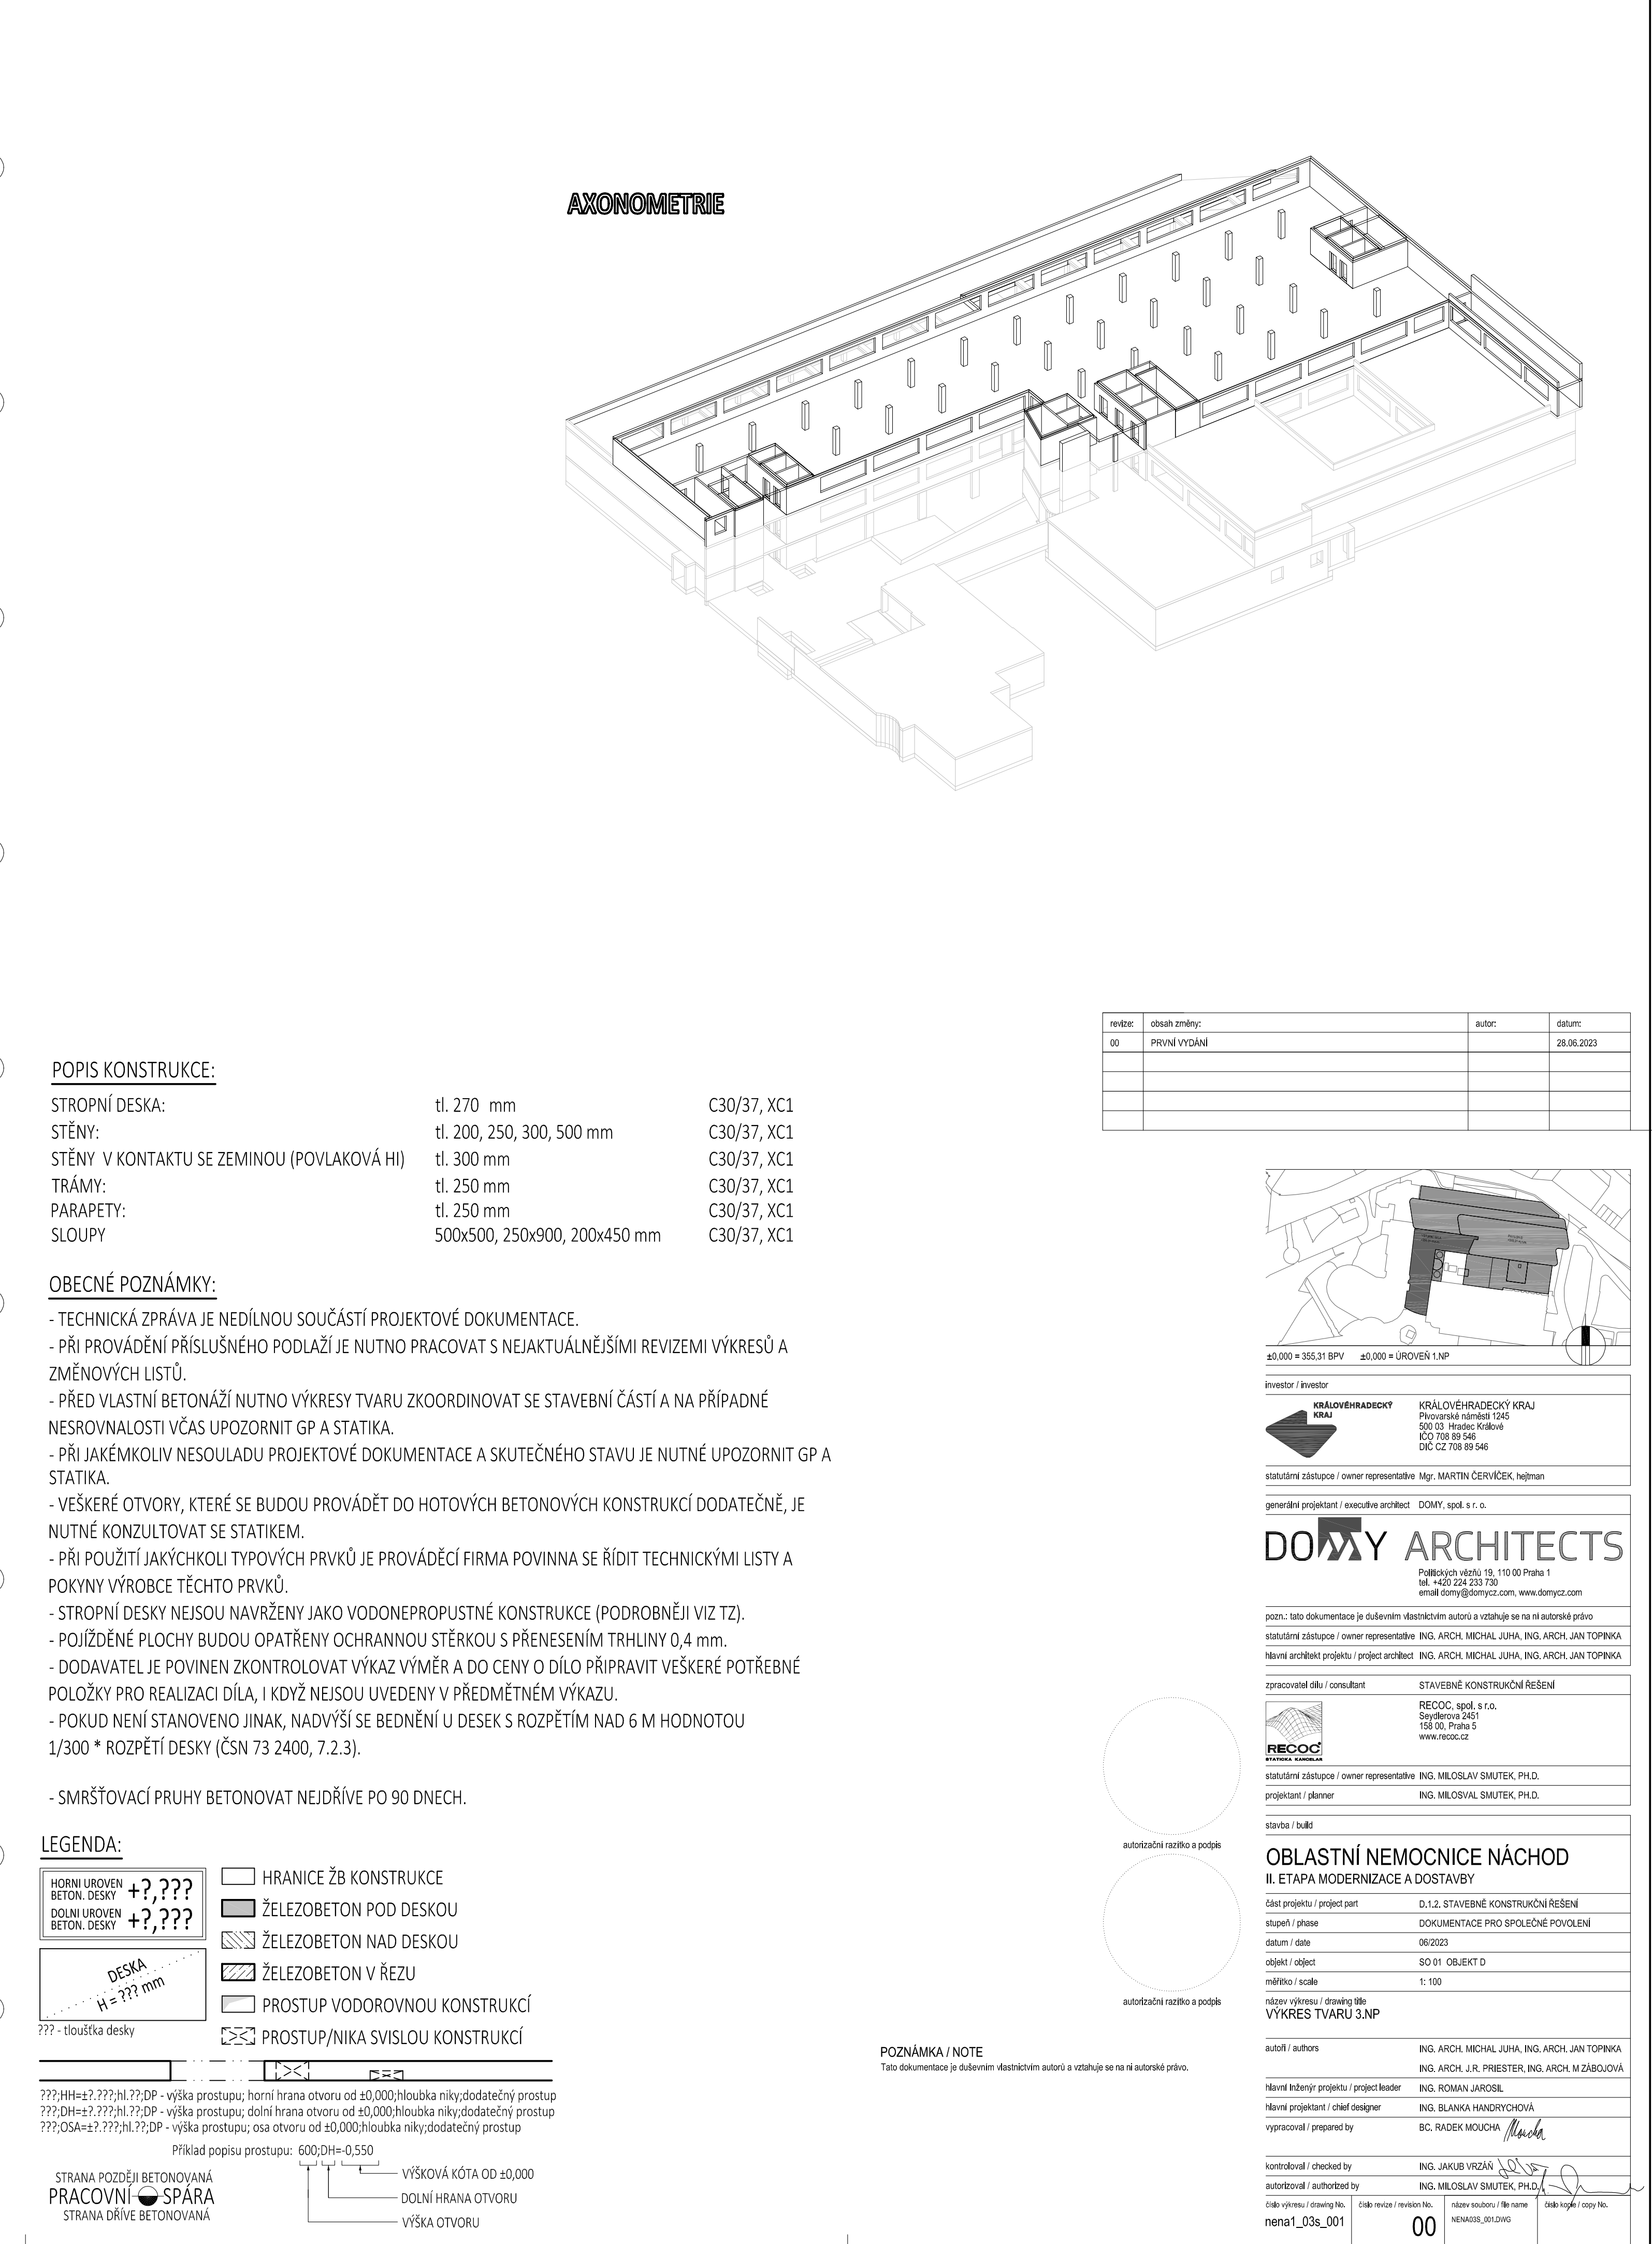 AXONOMETRIE
revize: obsah změny: autor: datum:
00 PRVNÍ VYDÁNÍ 28.06.2023
POPIS KONSTRUKCE:
STROPNÍ DESKA: tl. 270 mm C30/37, XC1
STĚNY: tl. 200, 250, 300, 500 mm C30/37, XC1
STĚNY V KONTAKTU SE ZEMINOU (POVLAKOVÁ HI) tl. 300 mm C30/37, XC1
TRÁMY: tl. 250 mm C30/37, XC1
PARAPETY: tl. 250 mm C30/37, XC1
SLOUPY 500x500, 250x900, 200x450 mm C30/37, XC1
OBECNÉ POZNÁMKY:
- TECHNICKÁ ZPRÁVA JE NEDÍLNOU SOUČÁSTÍ PROJEKTOVÉ DOKUMENTACE.
- PŘI PROVÁDĚNÍ PŘÍSLUŠNÉHO PODLAŽÍ JE NUTNO PRACOVAT S NEJAKTUÁLNĚJŠÍMI REVIZEMI VÝKRESŮ A
ZMĚNOVÝCH LISTŮ.
- PŘED VLASTNÍ BETONÁŽÍ NUTNO VÝKRESY TVARU ZKOORDINOVAT SE STAVEBNÍ ČÁSTÍ A NA PŘÍPADNÉ
NESROVNALOSTI VČAS UPOZORNIT GP A STATIKA.
- PŘI JAKÉMKOLIV NESOULADU PROJEKTOVÉ DOKUMENTACE A SKUTEČNÉHO STAVU JE NUTNÉ UPOZORNIT GP A
STATIKA.
- VEŠKERÉ OTVORY, KTERÉ SE BUDOU PROVÁDĚT DO HOTOVÝCH BETONOVÝCH KONSTRUKCÍ DODATEČNĚ, JE
NUTNÉ KONZULTOVAT SE STATIKEM.
- PŘI POUŽITÍ JAKÝCHKOLI TYPOVÝCH PRVKŮ JE PROVÁDĚCÍ FIRMA POVINNA SE ŘÍDIT TECHNICKÝMI LISTY A
POKYNY VÝROBCE TĚCHTO PRVKŮ.
- STROPNÍ DESKY NEJSOU NAVRŽENY JAKO VODONEPROPUSTNÉ KONSTRUKCE (PODROBNĚJI VIZ TZ).
- POJÍŽDĚNÉ PLOCHY BUDOU OPATŘENY OCHRANNOU STĚRKOU S PŘENESENÍM TRHLINY 0,4 mm.
- DODAVATEL JE POVINEN ZKONTROLOVAT VÝKAZ VÝMĚR A DO CENY O DÍLO PŘIPRAVIT VEŠKERÉ POTŘEBNÉ
POLOŽKY PRO REALIZACI DÍLA, I KDYŽ NEJSOU UVEDENY V PŘEDMĚTNÉM VÝKAZU.
- POKUD NENÍ STANOVENO JINAK, NADVÝŠÍ SE BEDNĚNÍ U DESEK S ROZPĚTÍM NAD 6 M HODNOTOU
1/300 * ROZPĚTÍ DESKY (ČSN 73 2400, 7.2.3).
- SMRŠŤOVACÍ PRUHY BETONOVAT NEJDŘÍVE PO 90 DNECH.
LEGENDA:
HORNI UROVEN
BETON. DESKY +?,???
DOLNI UROVEN
BETON. DESKY +?,???
DESKA
H = ??? mm
??? - tloušťka desky
HRANICE ŽB KONSTRUKCE
ŽELEZOBETON POD DESKOU
ŽELEZOBETON NAD DESKOU
ŽELEZOBETON V ŘEZU
PROSTUP VODOROVNOU KONSTRUKCÍ
PROSTUP/NIKA SVISLOU KONSTRUKCÍ
???;HH=±?.???;hl.??;DP - výška prostupu; horní hrana otvoru od ±0,000;hloubka niky;dodatečný prostup
???;DH=±?.???;hl.??;DP - výška prostupu; dolní hrana otvoru od ±0,000;hloubka niky;dodatečný prostup
???;OSA=±?.???;hl.??;DP - výška prostupu; osa otvoru od ±0,000;hloubka niky;dodatečný prostup
Příklad popisu prostupu: 600;DH=-0,550
VÝŠKOVÁ KÓTA OD ±0,000
DOLNÍ HRANA OTVORU
VÝŠKA OTVORU
STRANA POZDĚJI BETONOVANÁ
PRACOVNÍ SPÁRA
STRANA DŘÍVE BETONOVANÁ
autorizační razítko a podpis
autorizační razítko a podpis
POZNÁMKA / NOTE
Tato dokumentace je duševním vlastnictvím autorů a vztahuje se na ni autorské právo.
±0,000 = 355,31 BPV ±0,000 = ÚROVEŇ 1.NP
investor / investor
KRÁLOVÉHRADECKÝ
KRAJ
KRÁLOVÉHRADECKÝ KRAJ
Pivovarské náměstí 1245
500 03 Hradec Králové
IČO 708 89 546
DIČ CZ 708 89 546
statutární zástupce / owner representative Mgr. MARTIN ČERVÍČEK, hejtman
generální projektant / executive architect DOMY, spol. s r. o.
DOMY ARCHITECTS
Politických vězňů 19, 110 00 Praha 1
tel. +420 224 233 730
email domy@domycz.com, www.domycz.com
pozn.: tato dokumentace je duševním vlastnictvím autorů a vztahuje se na ni autorské právo
statutární zástupce / owner representative ING. ARCH. MICHAL JUHA, ING. ARCH. JAN TOPINKA
hlavní architekt projektu / project architect ING. ARCH. MICHAL JUHA, ING. ARCH. JAN TOPINKA
zpracovatel dílu / consultant STAVEBNĚ KONSTRUKČNÍ ŘEŠENÍ
RECOC
STATICKA KANCELAR
RECOC, spol. s r.o.
Seydlerova 2451
158 00, Praha 5
www.recoc.cz
statutární zástupce / owner representative ING. MILOSLAV SMUTEK, PH.D.
projektant / planner ING. MILOSVAL SMUTEK, PH.D.
stavba / build
OBLASTNÍ NEMOCNICE NÁCHOD
II. ETAPA MODERNIZACE A DOSTAVBY
část projektu / project part D.1.2. STAVEBNĚ KONSTRUKČNÍ ŘEŠENÍ
stupeň / phase DOKUMENTACE PRO SPOLEČNÉ POVOLENÍ
datum / date 06/2023
objekt / object SO 01 OBJEKT D
měřítko / scale 1: 100
název výkresu / drawing title
VÝKRES TVARU 3.NP
autoři / authors ING. ARCH. MICHAL JUHA, ING. ARCH. JAN TOPINKA
ING. ARCH. J.R. PRIESTER, ING. ARCH. M ZÁBOJOVÁ
hlavní inženýr projektu / project leader ING. ROMAN JAROSIL
hlavní projektant / chief designer ING. BLANKA HANDRYCHOVÁ
vypracoval / prepared by BC. RADEK MOUCHA Moucha
kontroloval / checked by ING. JAKUB VRZÁŇ
autorizoval / authorized by ING. MILOSLAV SMUTEK, PH.D.
číslo výkresu / drawing No. číslo revize / revision No. název souboru / file name číslo kopie / copy No.
nena1_03s_001 00 NENA03S_001.DWG